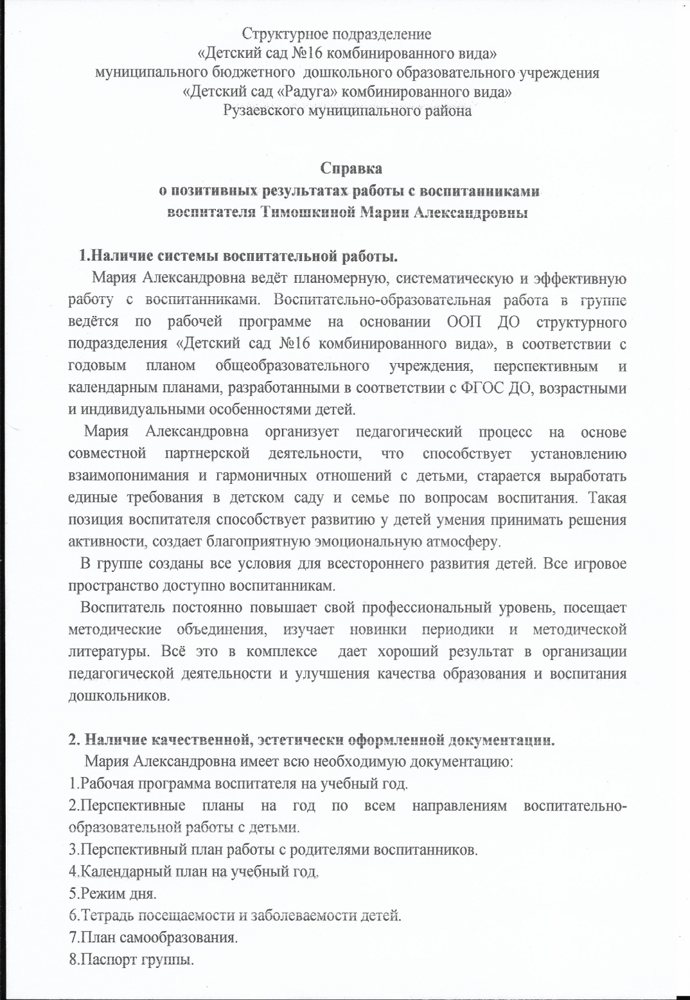 Структурное подразделение
«Детский сад №16 комбинированного вида»
муниципального бюджетного дошкольного образовательного учреждения
«Детский сад «Радуга» комбинированного вида»
Рузаевского муниципального района
Справка
о позитивных результатах работы с воспитанниками
воспитателя Тимошкиной Марии Александровны
1.Наличие системы воспитательной работы.
Мария Александровна ведёт планомерную, систематическую и эффективную
работу с воспитанниками. Воспитательно-образовательная работа в группе
ведётся по рабочей программе на основании ООП ДО структурного
подразделения «Детский сад №16 комбинированного вида», в соответствии с
годовым планом общеобразовательного учреждения, перспективным и
календарным планами, разработанными в соответствии с ФГОС ДО, возрастными
и индивидуальными особенностями детей.
Мария Александровна организует педагогический процесс на основе
совместной партнерской деятельности, что способствует установлению
взаимопонимания и гармоничных отношений с детьми, старается выработать
единые требования в детском саду и семье по вопросам воспитания. Такая
позиция воспитателя способствует развитию у детей умения принимать решения
активности, создает благоприятную эмоциональную атмосферу.
В группе созданы все условия для всестороннего развития детей. Все игровое
пространство доступно воспитанникам.
Воспитатель постоянно повышает свой профессиональный уровень, посещает
методические объединения, изучает новинки периодики и методической
литературы. Всё это в комплексе дает хороший результат в организации
педагогической деятельности и улучшения качества образования и воспитания
дошкольников.
2. Наличие качественной, эстетически оформленной документации.
Мария Александровна имеет всю необходимую документацию:
1.Рабочая программа воспитателя на учебный год.
2.Перспективные планы на год по всем направлениям воспитательно-
образовательной работы с детьми.
3.Перспективный план работы с родителями воспитанников.
4.Календарный план на учебный год.
5.Режим дня.
6.Тетрадь посещаемости и заболеваемости детей.
7.План самообразования.
8.Паспорт группы.